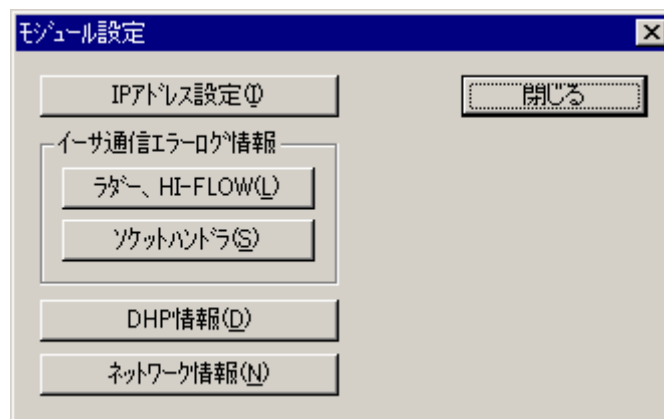 モジュール設定
IPアドレス設定(I)
閉じる
イーサ通信エラーログ情報
ラダー、HI-FLOW(L)
ソケットハンドラ(S)
DHP情報(D)
ネットワーク情報(N)